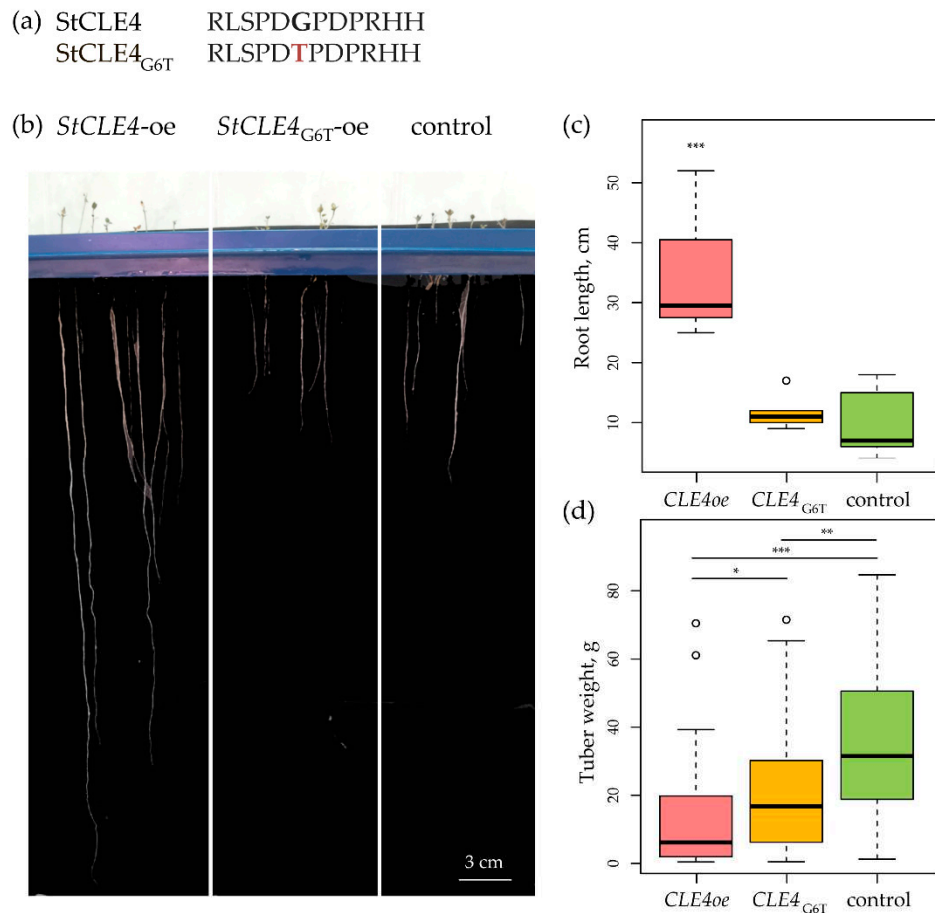 (a) StCLE4 RLSPDGPDPRHH
StCLE4G6T RLSPDTPDPRHH
(b) StCLE4-oe StCLE4G6T-oe control
3 cm
(c)
***
Root length, cm
50
40
30
20
10
CLE4oe CLE4G6T control
(d)
**
***
*
Tuber weight, g
80
60
40
20
0
CLE4oe CLE4G6T control